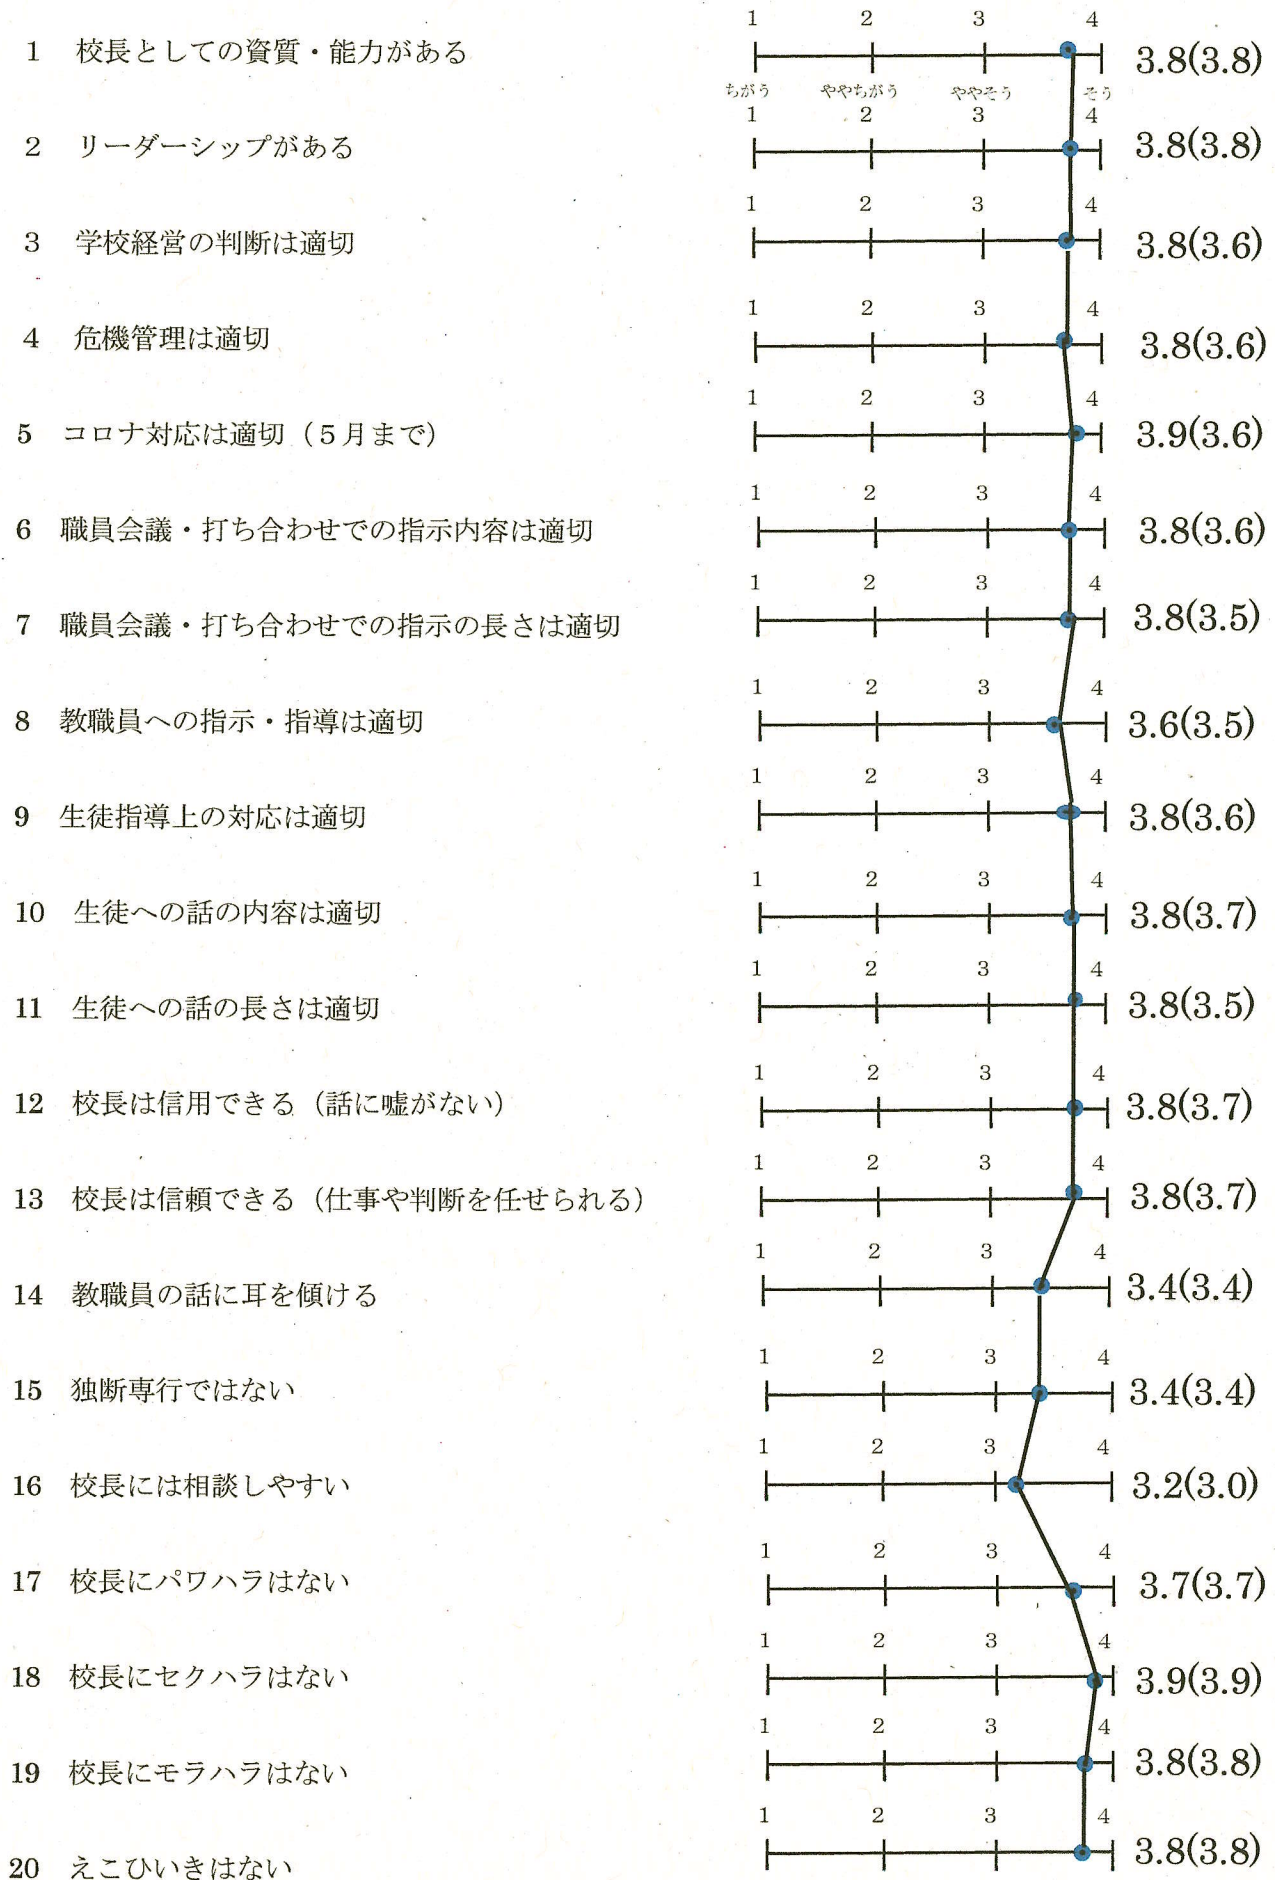 1 2 3 4
1 校長としての資質・能力がある 3.8(3.8)
ちがう ややちがう ややそう そう
1 2 3 4
2 リーダーシップがある 3.8(3.8)
1 2 3 4
3 学校経営の判断は適切 3.8(3.6)
1 2 3 4
4 危機管理は適切 3.8(3.6)
1 2 3 4
5 コロナ対応は適切（５月まで） 3.9(3.6)
1 2 3 4
6 職員会議・打ち合わせでの指示内容は適切 3.8(3.6)
1 2 3 4
7 職員会議・打ち合わせでの指示の長さは適切 3.8(3.5)
1 2 3 4
8 教職員への指示・指導は適切 3.6(3.5)
1 2 3 4
9 生徒指導上の対応は適切 3.8(3.6)
1 2 3 4
10 生徒への話の内容は適切 3.8(3.7)
1 2 3 4
11 生徒への話の長さは適切 3.8(3.5)
1 2 3 4
12 校長は信用できる（話に嘘がない） 3.8(3.7)
1 2 3 4
13 校長は信頼できる（仕事や判断を任せられる） 3.8(3.7)
1 2 3 4
14 教職員の話に耳を傾ける 3.4(3.4)
1 2 3 4
15 独断専行ではない 3.4(3.4)
1 2 3 4
16 校長には相談しやすい 3.2(3.0)
1 2 3 4
17 校長にパワハラはない 3.7(3.7)
1 2 3 4
18 校長にセクハラはない 3.9(3.9)
1 2 3 4
19 校長にモラハラはない 3.8(3.8)
1 2 3 4
20 えこひいきはない 3.8(3.8)